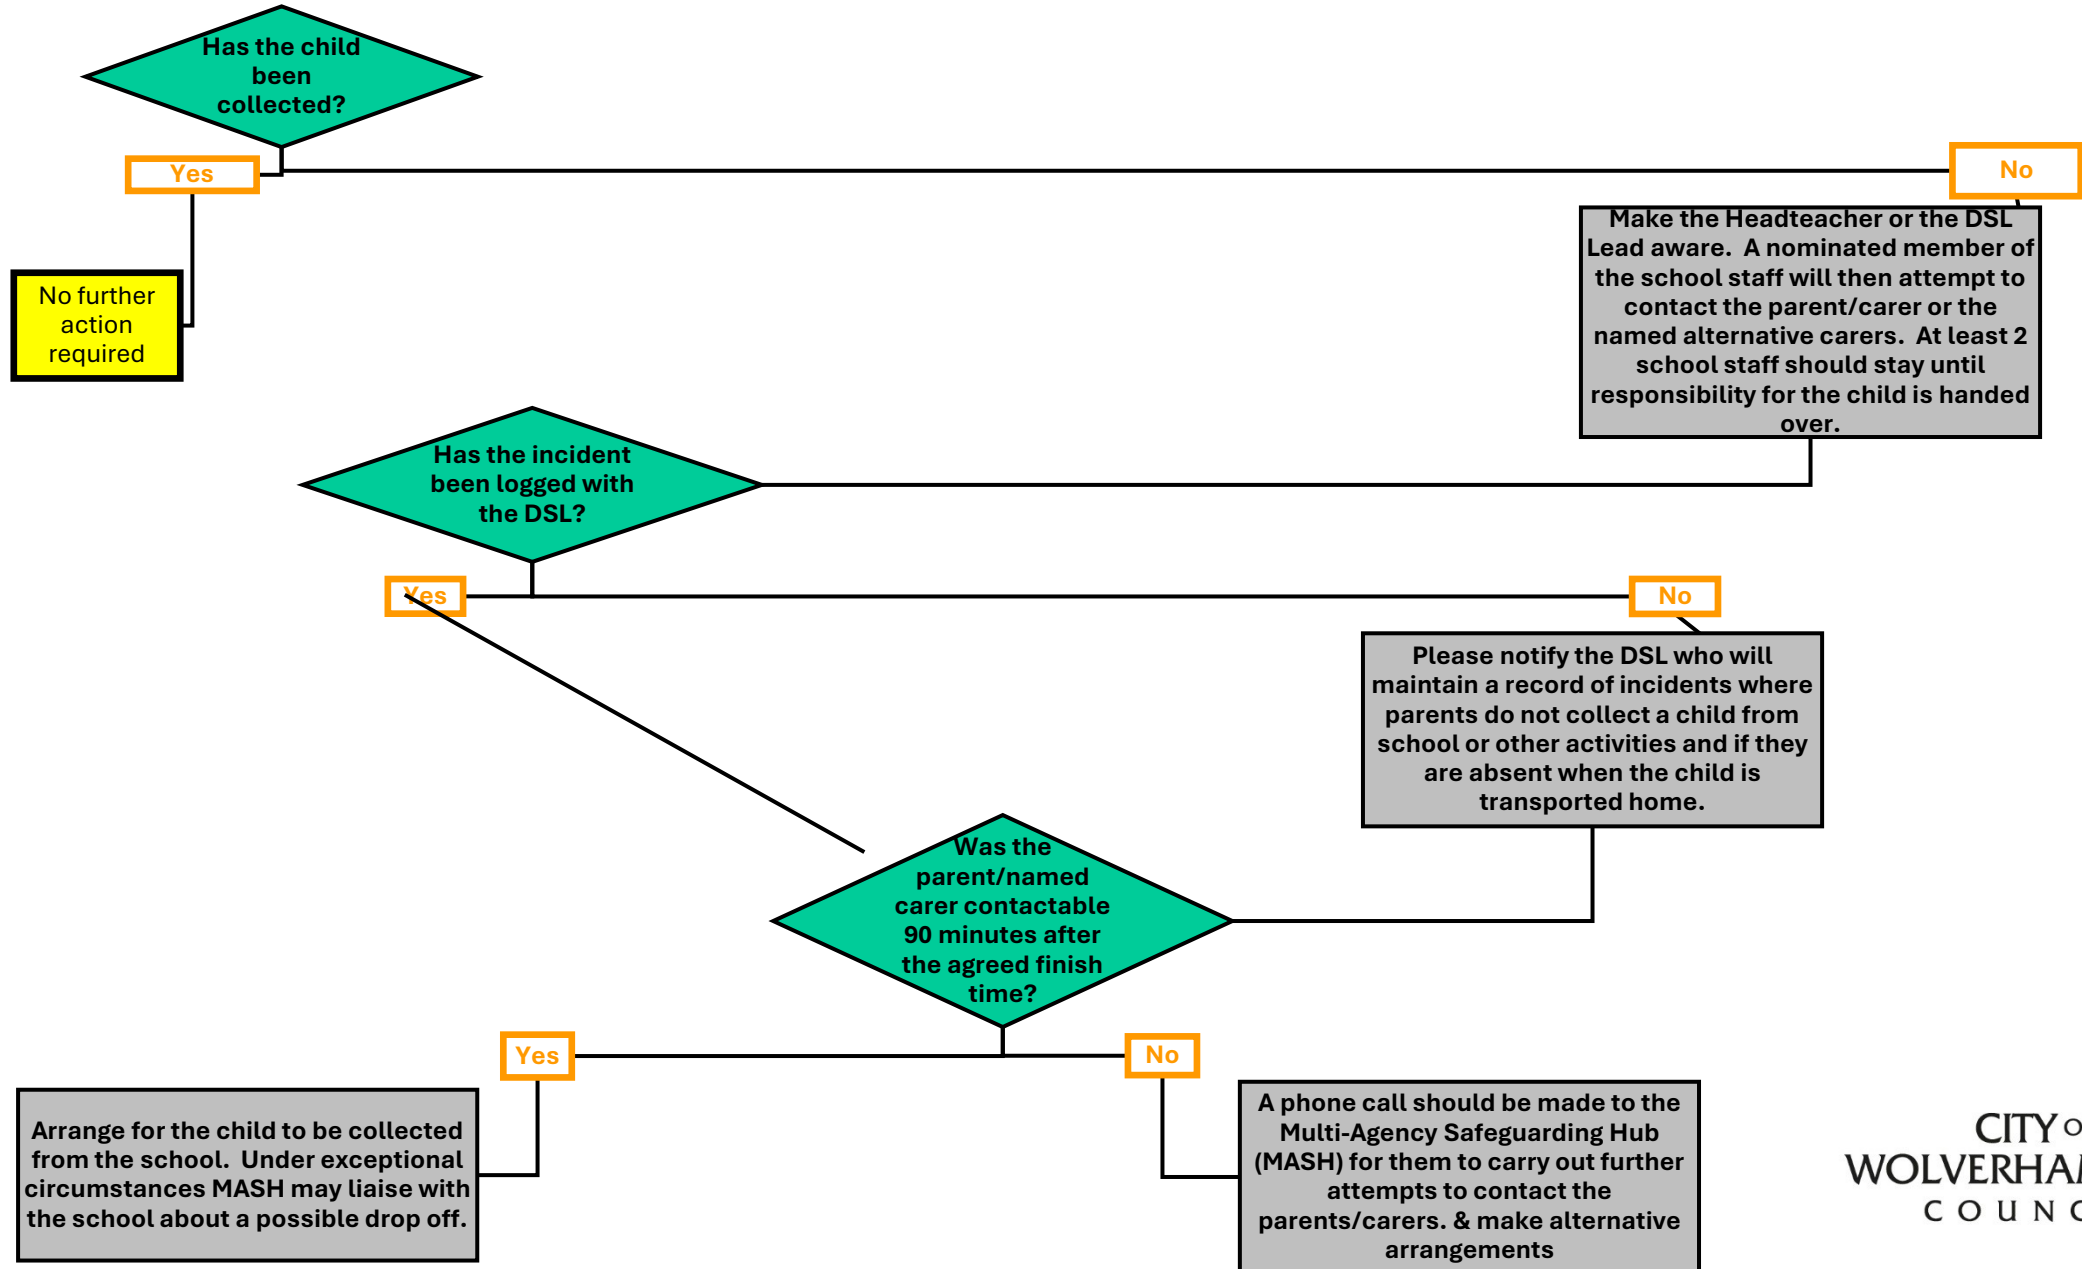 Has the child
been
collected?
Yes
No
No further
action
required
Make the Headteacher or the DSL
Lead aware.  A nominated member of
the school staff will then attempt to
contact the parent/carer or the
named alternative carers.  At least 2
school staff should stay until
responsibility for the child is handed
over.
Has the incident
been logged with
the DSL?
Yes
No
Please notify the DSL who will
maintain a record of incidents where
parents do not collect a child from
school or other activities and if they
are absent when the child is
transported home.
Was the
parent/named
carer contactable
90 minutes after
the agreed finish
time?
Yes
No
Arrange for the child to be collected
from the school.  Under exceptional
circumstances MASH may liaise with
the school about a possible drop off.
A phone call should be made to the
Multi-Agency Safeguarding Hub
(MASH) for them to carry out further
attempts to contact the
parents/carers. & make alternative
arrangements
CITY